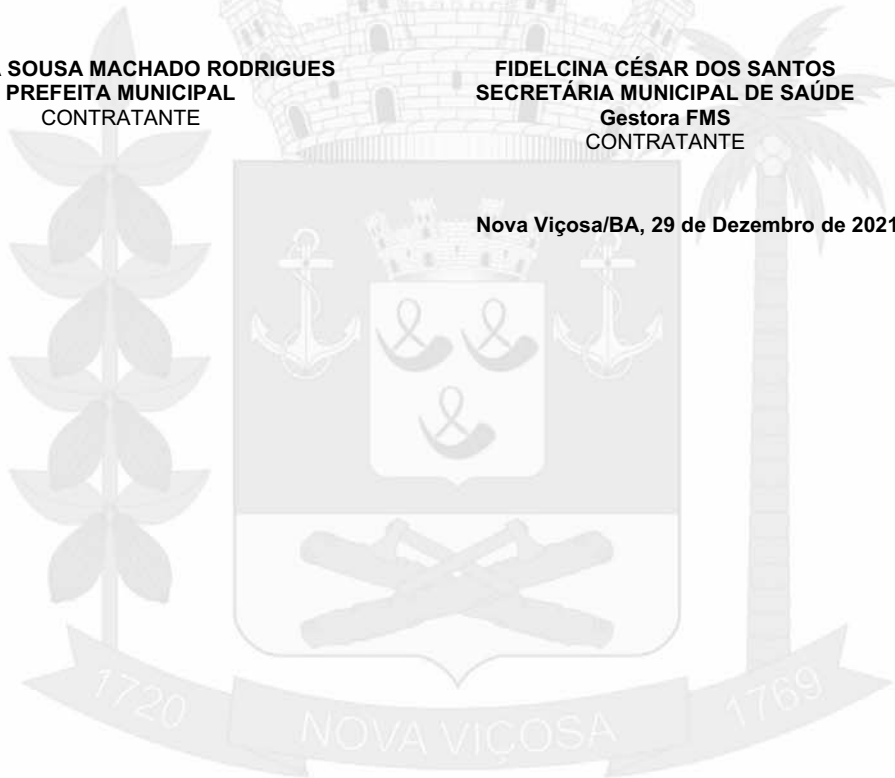 SOUSA MACHADO RODRIGUES
PREFEITA MUNICIPAL
CONTRATANTE
FIDELCINA CÉSAR DOS SANTOS
SECRETÁRIA MUNICIPAL DE SAÚDE
Gestora FMS
CONTRATANTE
Nova Viçosa/BA, 29 de Dezembro de 2021
1720
NOVA VIÇOSA
1769